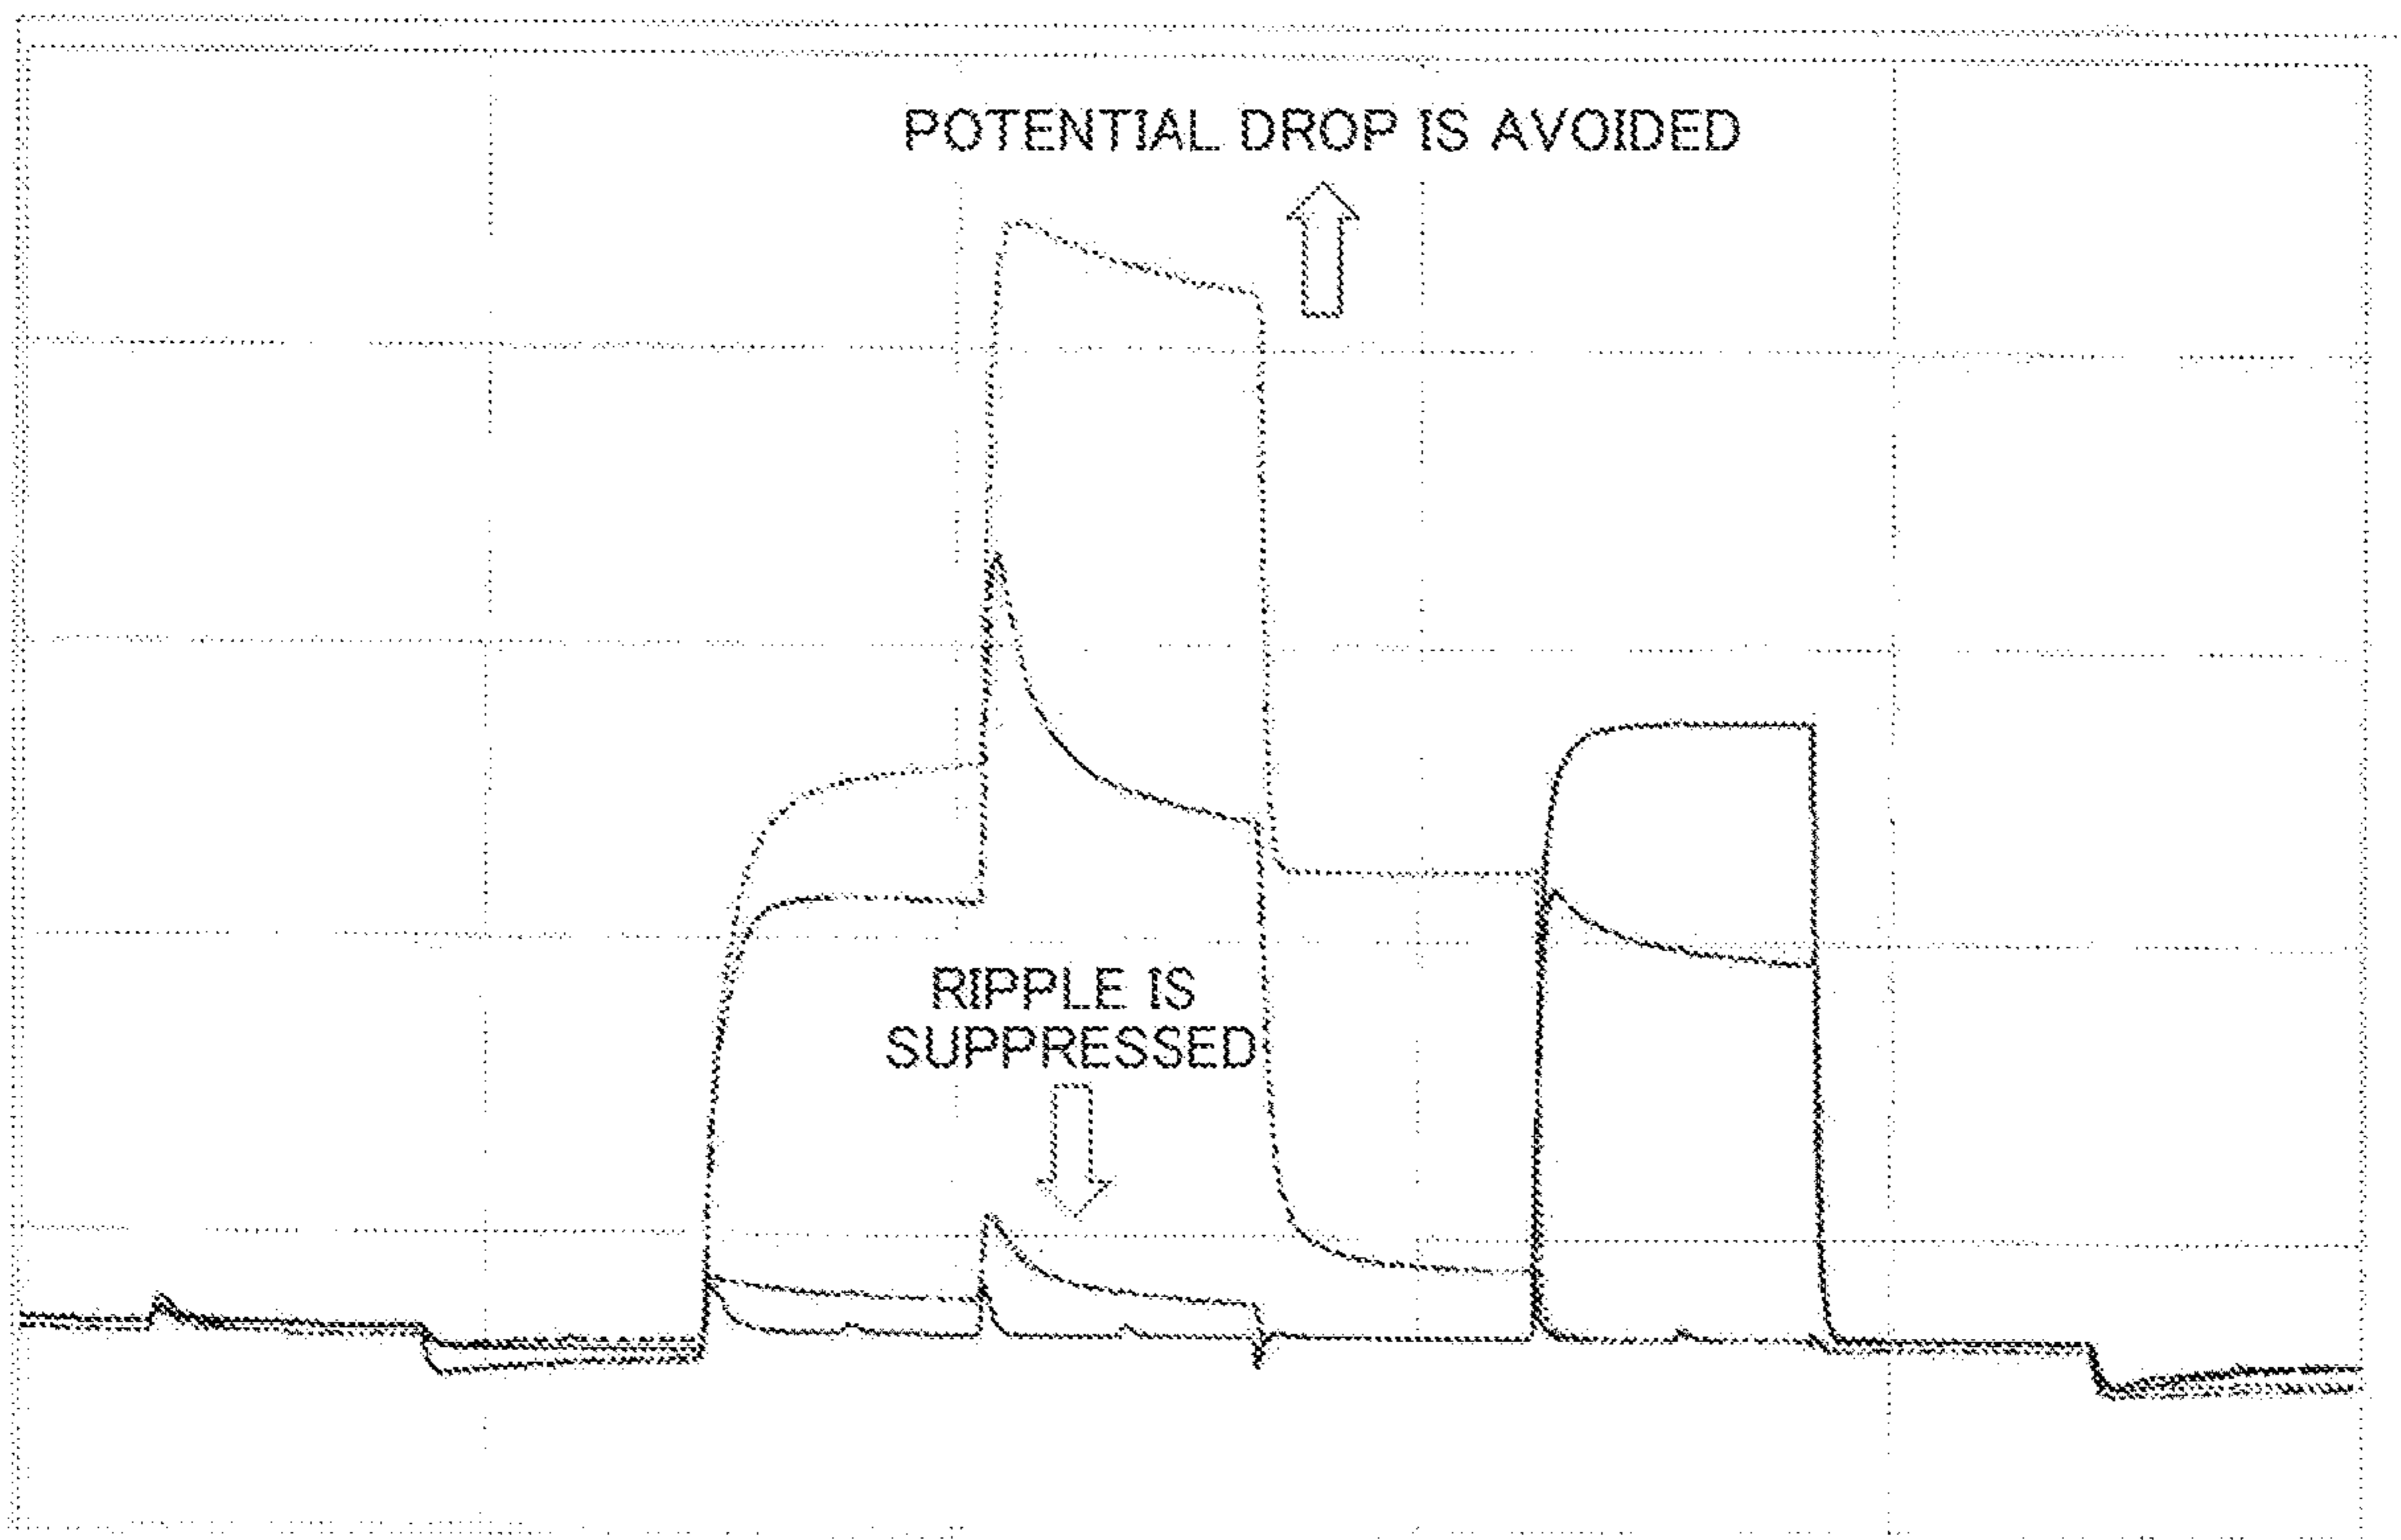 POTENTIAL DROP IS AVOIDED
RIPPLE IS
SUPPRESSED